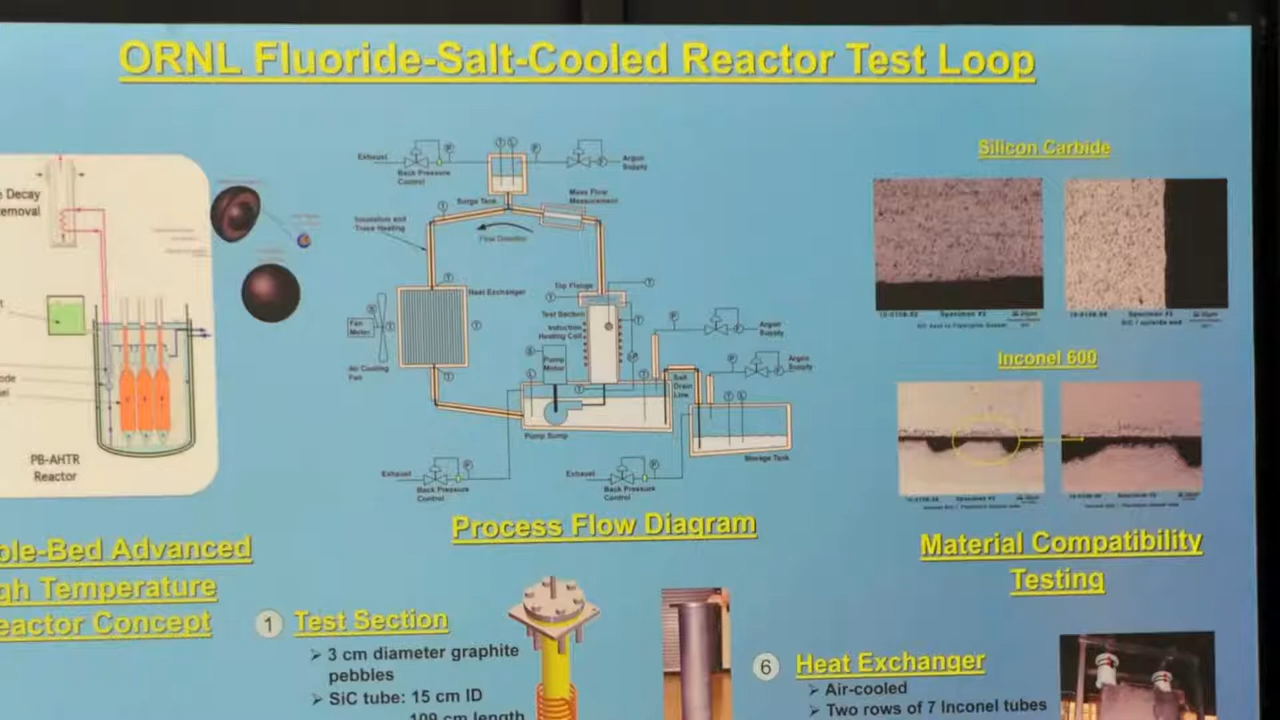 ORNL Fluoride-Salt-Cooled Reactor Test Loop
Decay
emoval
PB-AHTR
Reactor
ble-Bed Advanced
gh Temperature
eactor Concept
Exhaust
Back Pressure
Control
Argon
Supply
Surge Tank
Mass Flow
Measurement
Insulation and
Trace Heating
Flow Direction
Heat Exchanger
Top Flange
Test Section
Induction
Heating Coil
Fan
Motor
Air Cooling
Fan
Pump
Motor
Salt
Drain
Line
Argon
Supply
Argon
Supply
Pump Sump
Storage Tank
Exhaust
Back Pressure
Control
Exhaust
Back Pressure
Control
Process Flow Diagram
Silicon Carbide
Inconel 600
Material Compatibility
Testing
1 Test Section
➢ 3 cm diameter graphite
pebbles
➢ SiC tube: 15 cm ID
109 cm length
6 Heat Exchanger
➢ Air-cooled
➢ Two rows of 7 Inconel tubes